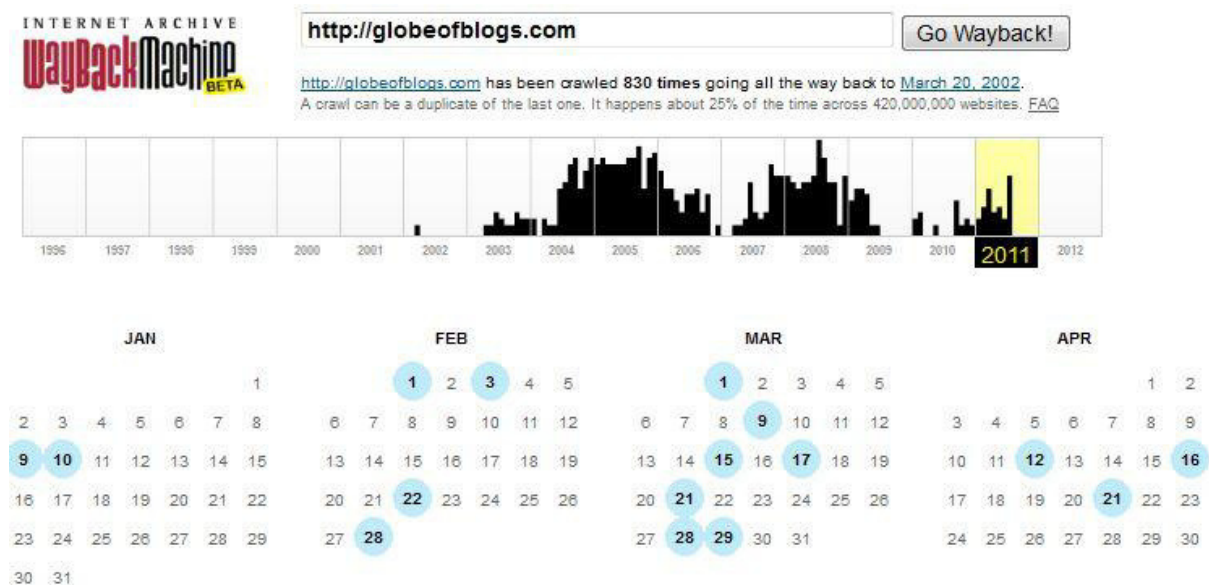 INTERNET ARCHIVE
WayBackMachine
BETA
http://globeofblogs.com
Go Wayback!
http://globeofblogs.com has been crawled 830 times going all the way back to March 20, 2002.
A crawl can be a duplicate of the last one. It happens about 25% of the time across 420,000,000 websites. FAQ
1996 1997 1998 1999 2000 2001 2002 2003 2004 2005 2006 2007 2008 2009 2010 2011 2012
JAN FEB MAR APR
1 1 2 3 4 5 1 2 3 4 5 1 2
2 3 4 5 6 7 8 6 7 8 9 10 11 12 6 7 8 9 10 11 12 3 4 5 6 7 8 9
9 10 11 12 13 14 15 13 14 15 16 17 18 19 13 14 15 16 17 18 19 10 11 12 13 14 15 16
16 17 18 19 20 21 22 20 21 22 23 24 25 26 20 21 22 23 24 25 26 17 18 19 20 21 22 23
23 24 25 26 27 28 29 27 28 27 28 29 30 31 24 25 26 27 28 29 30
30 31